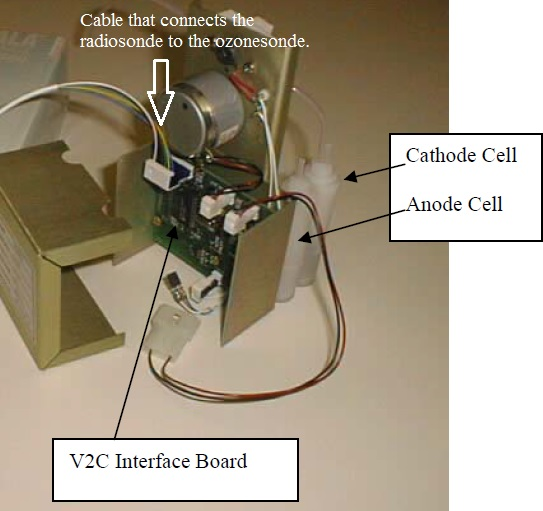 Cable that connects the
radiosonde to the ozonesonde.
Cathode Cell
Anode Cell
V2C Interface Board